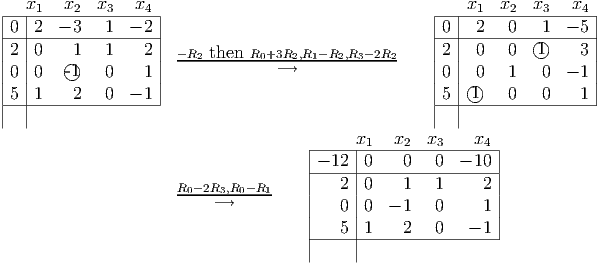 x1 x2 x3 x4 x1 x2 x3 x4
0 2 −3 1 −2 0 2 0 1 −5
2 0 1 1 2 −R2 then R0+3R2,R1−R2,R3−2R2 2 0 0 1 3
0 0 -1 0 1 ⟶ 0 0 1 0 −1
5 1 2 0 −1 5 1 0 0 1
x1 x2 x3 x4
−12 0 0 0 −10
R0−2R3,R0−R1 2 0 1 1 2
⟶ 0 0 −1 0 1
5 1 2 0 −1